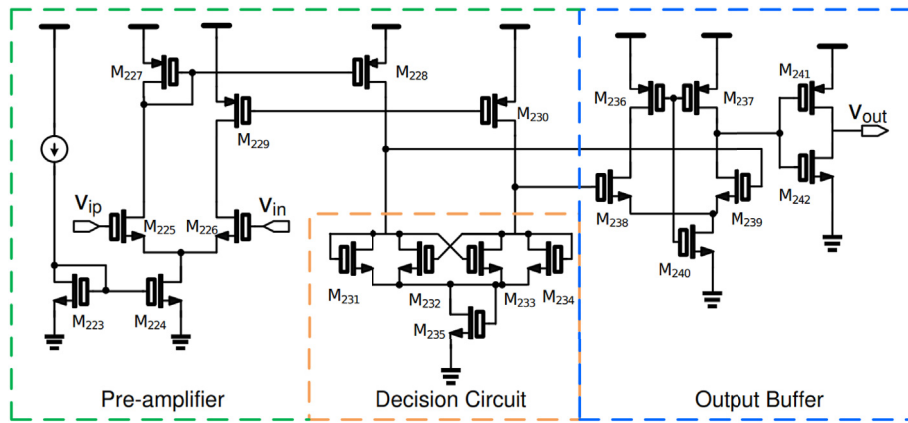 M227
M228
M229
M230
M236
M237
M241
Vout
Vip
M225
M226
Vin
M242
M238
M239
M240
M231
M232
M233
M234
M223
M224
M235
Pre-amplifier
Decision Circuit
Output Buffer